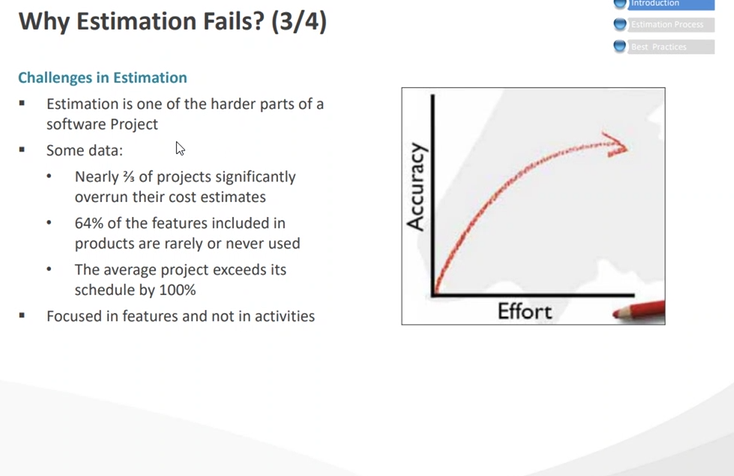 Why Estimation Fails? (3/4)
Introduction
Estimation Process
Best Practices
Challenges in Estimation
▪ Estimation is one of the harder parts of a
software Project
▪ Some data:
• Nearly ⅔ of projects significantly
overrun their cost estimates
• 64% of the features included in
products are rarely or never used
• The average project exceeds its
schedule by 100%
▪ Focused in features and not in activities
Accuracy
Effort